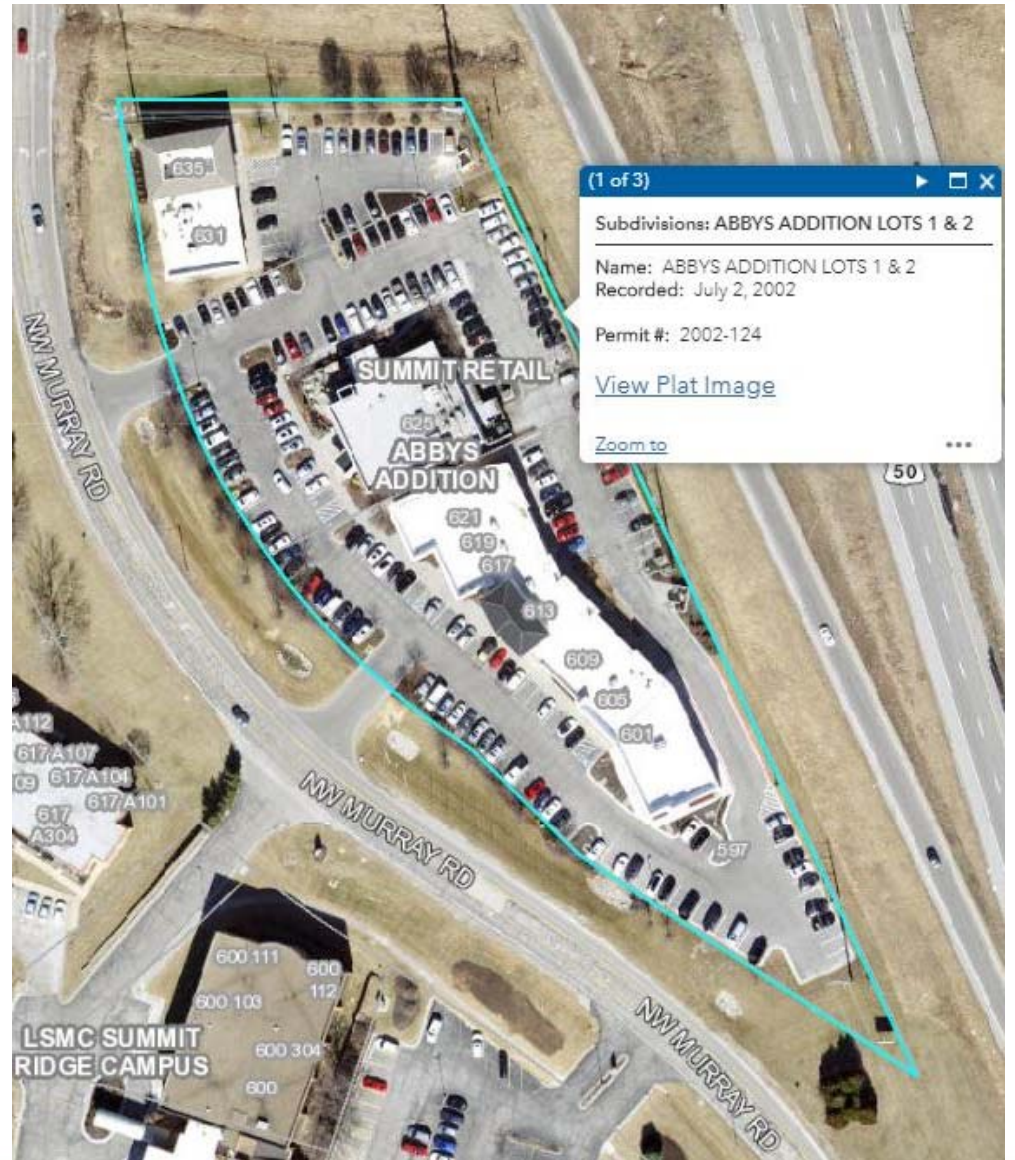 (1 of 3)
Subdivisions: ABBYS ADDITION LOTS 1 & 2
Name: ABBYS ADDITION LOTS 1 & 2
Recorded: July 2, 2002
Permit #: 2002-124
View Plat Image
Zoom to
50
635
631
NW MURRAY RD
SUMMIT RETAIL
625
ABBYS
ADDITION
621
619
617
613
609
605
601
597
A112
617 A107
09
617 A104
617 A101
617
A304
NW MURRAY RD
600 111
600
112
600 103
600 304
600
LSMC SUMMIT
RIDGE CAMPUS
NW MURRAY RD